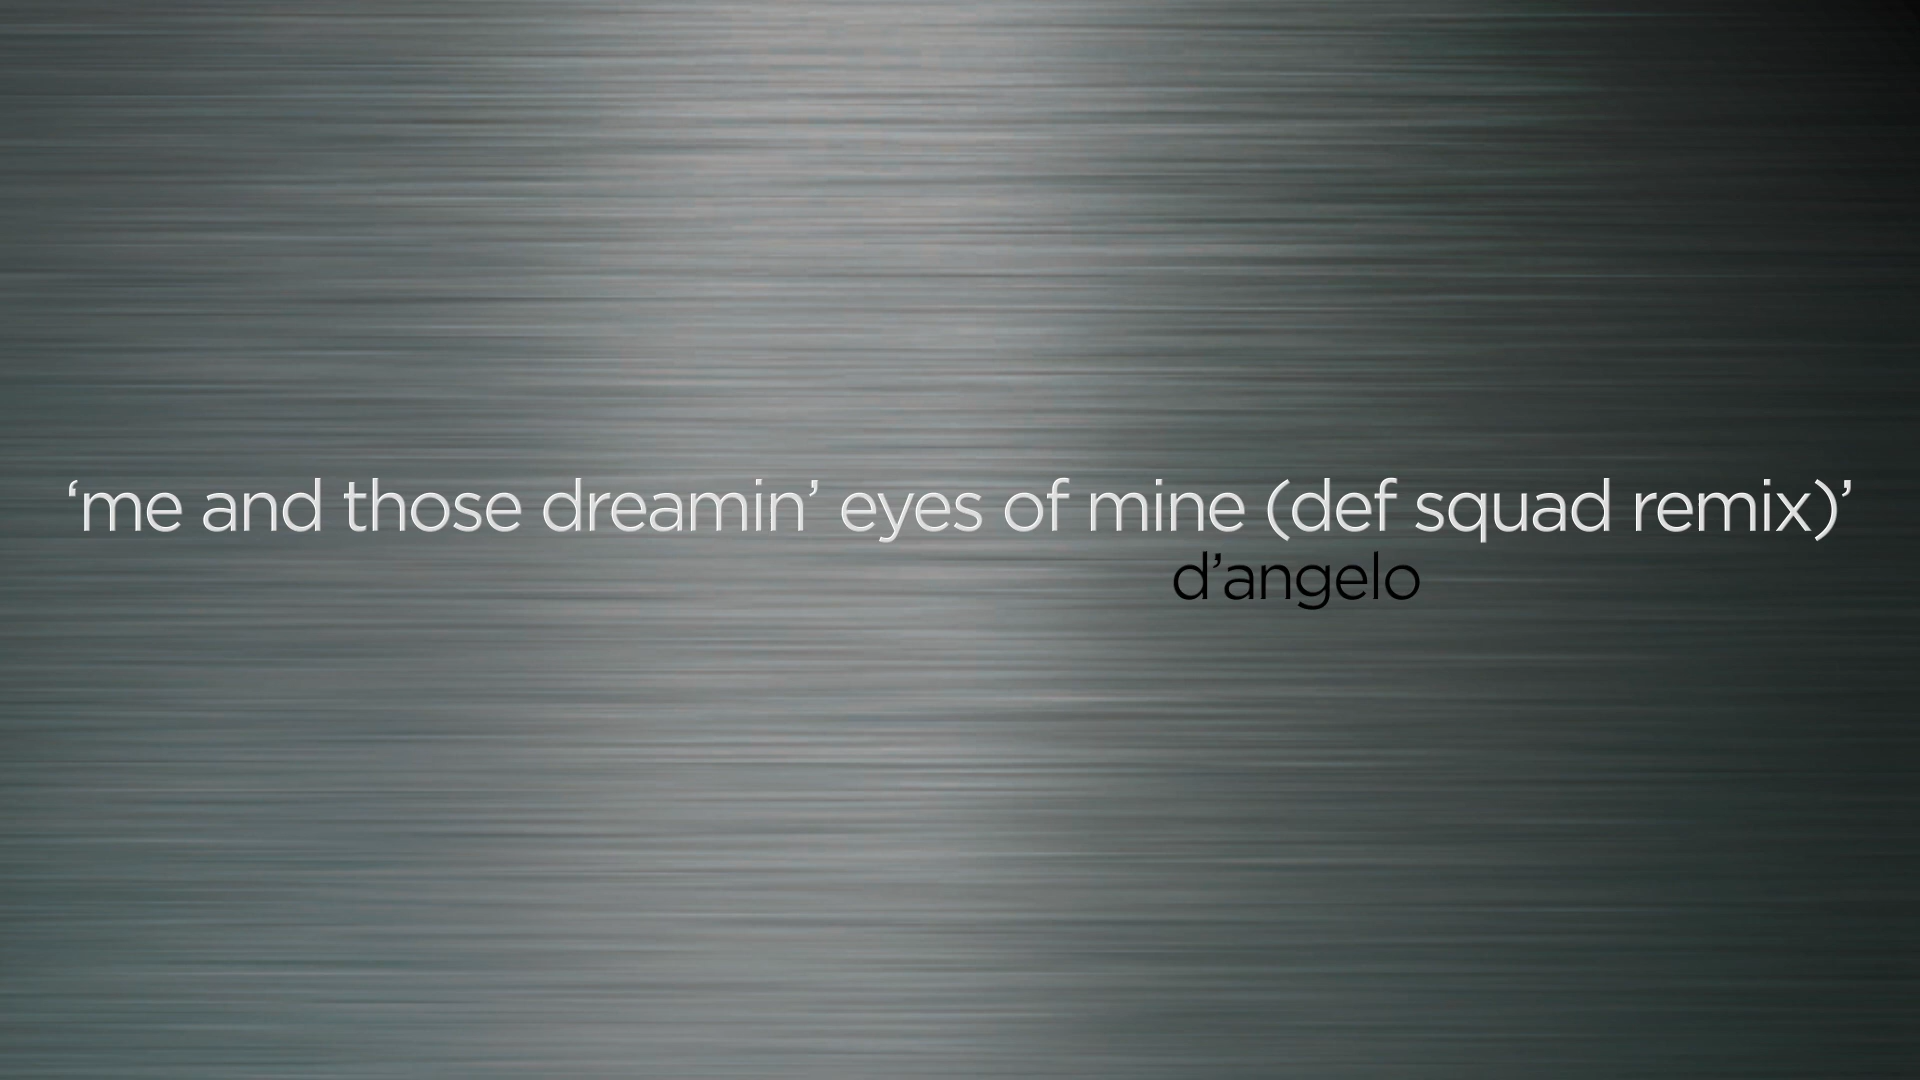 ‘me and those dreamin’ eyes of mine (def squad remix)’
d’angelo